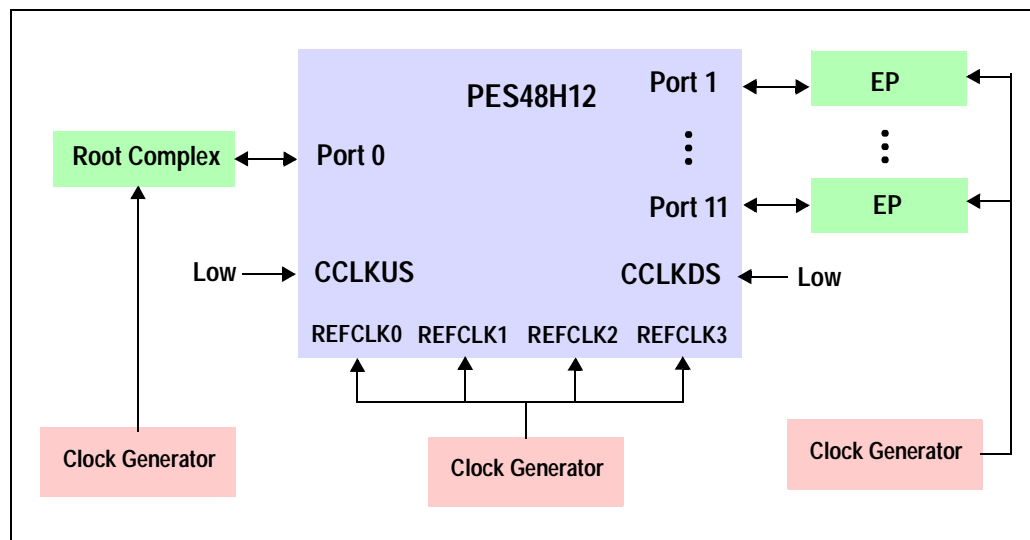 PES48H12
Port 1
EP
Root Complex
Port 0
Port 11
EP
Low
CCLKUS
CCLKDS
Low
REFCLK0 REFCLK1 REFCLK2 REFCLK3
Clock Generator
Clock Generator
Clock Generator